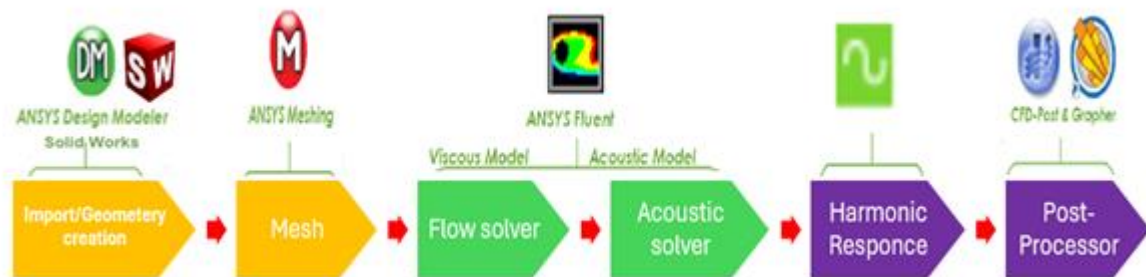 DM
SW
M
ANSYS Design Modeler
Solid Works
ANSYS Meshing
ANSYS Fluent
CFD-Post & Grapher
Viscous Model
Acoustic Model
Import/Geometery
creation
Mesh
Flow solver
Acoustic
solver
Harmonic
Responce
Post-
Processor